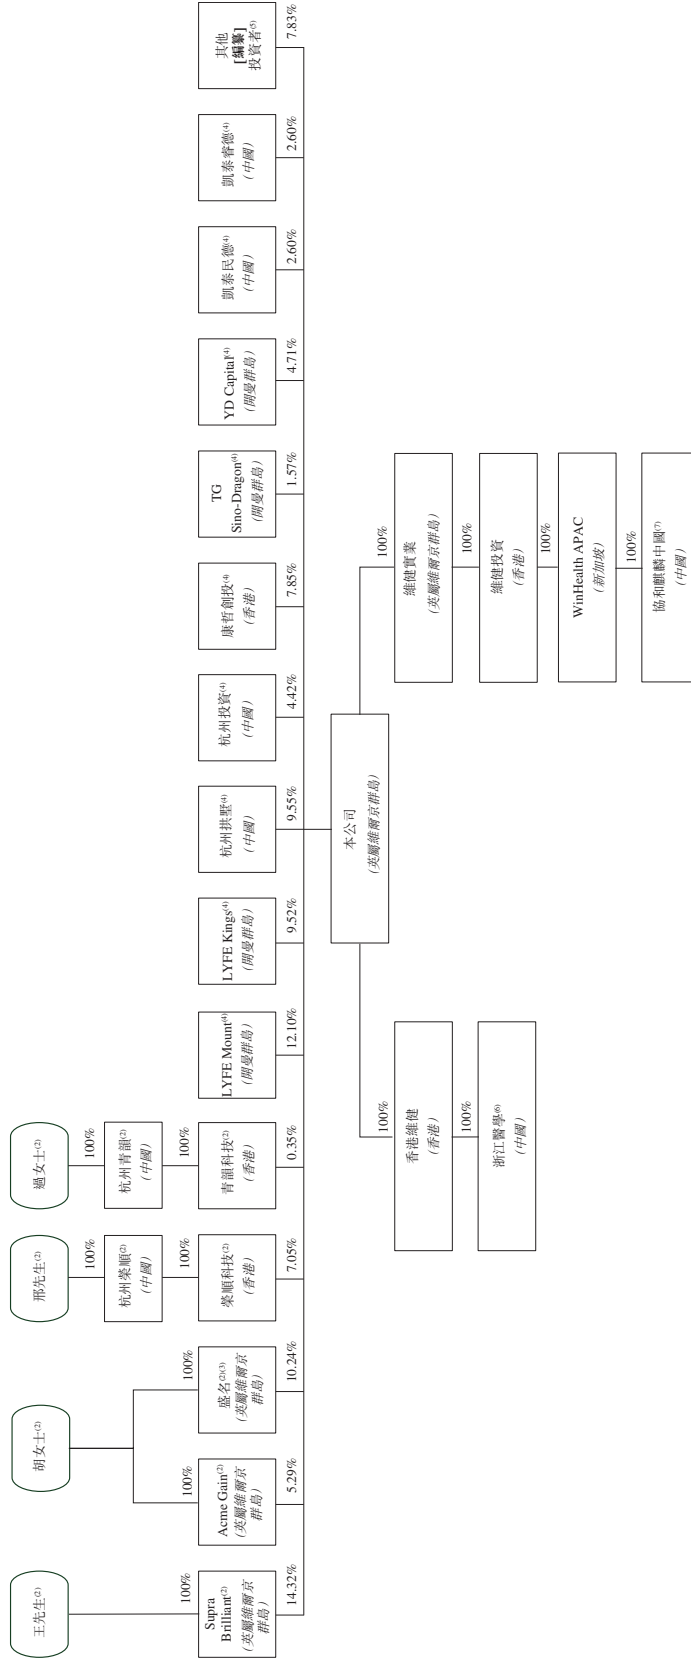 王先生(2)
胡女士(2)
邢先生(2)
過女士(2)
100%
100%
杭州榮順(2)
(中國)
杭州青韻(2)
(中國)
100%
100%
100%
100%
100%
Supra
Brilliant(2)
(英屬維爾京
群島)
Acme Gain(2)
(英屬維爾京
群島)
盛名(2)(3)
(英屬維爾京
群島)
榮順科技(2)
(香港)
青韻科技(2)
(香港)
LYFE Mount(4)
(開曼群島)
LYFE Kings(4)
(開曼群島)
杭州拱墅(4)
(中國)
杭州投資(4)
(中國)
康哲創投(4)
(香港)
TG
Sino-Dragon(4)
(開曼群島)
YD Capital(4)
(開曼群島)
凱泰民德(4)
(中國)
凱泰睿德(4)
(中國)
其他
[編纂]
投資者(5)
14.32%
5.29%
10.24%
7.05%
0.35%
12.10%
9.52%
9.55%
4.42%
7.85%
1.57%
4.71%
2.60%
2.60%
7.83%
本公司
(英屬維爾京群島)
100%
100%
香港維健
(香港)
維健實業
(英屬維爾京群島)
100%
100%
浙江醫學(6)
(中國)
維健投資
(香港)
100%
WinHealth APAC
(新加坡)
100%
協和麒麟中國(7)
(中國)